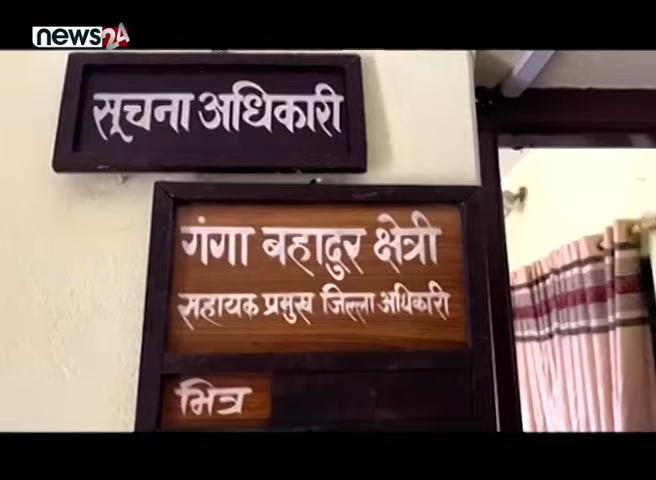 news24
सूचना अधिकारी
गंगा बहादुर क्षेत्री
सहायक प्रमुख जिल्ला अधिकारी
भित्र